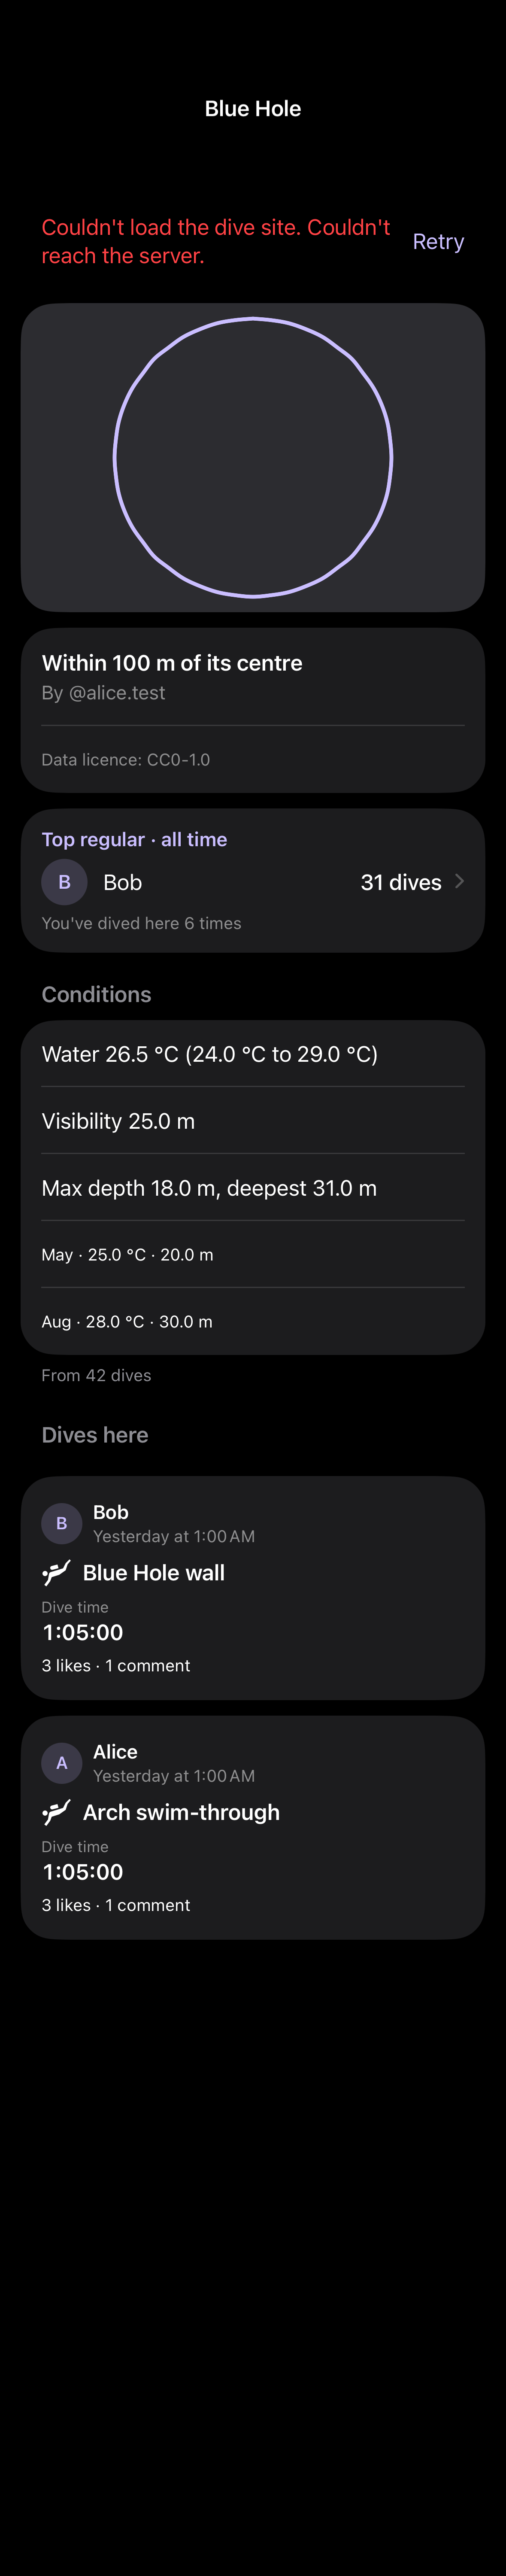 Blue Hole
Couldn't load the dive site. Couldn't
reach the server.
Retry
Within 100 m of its centre
By @alice.test
Data licence: CC0-1.0
Top regular · all time
B
Bob
31 dives
You've dived here 6 times
Conditions
Water 26.5 °C (24.0 °C to 29.0 °C)
Visibility 25.0 m
Max depth 18.0 m, deepest 31.0 m
May · 25.0 °C · 20.0 m
Aug · 28.0 °C · 30.0 m
From 42 dives
Dives here
B
Bob
Yesterday at 1:00 AM
Blue Hole wall
Dive time
1:05:00
3 likes · 1 comment
A
Alice
Yesterday at 1:00 AM
Arch swim-through
Dive time
1:05:00
3 likes · 1 comment